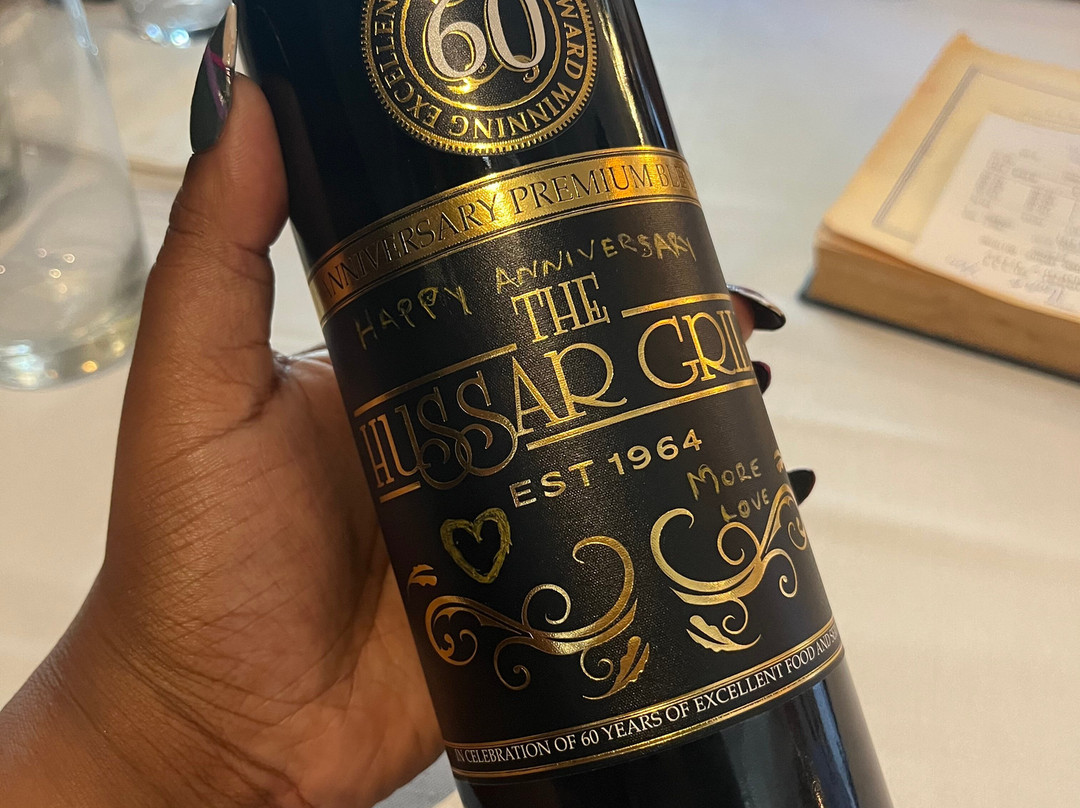 60
EXCELLEN
AWARD WINNING
ANNIVERSARY PREMIUM BLE
HAPPY ANNIVERSARY
THE
HUSSAR GRIL
EST 1964
MORE
LOVE
IN CELEBRATION OF 60 YEARS OF EXCELLENT FOOD AND